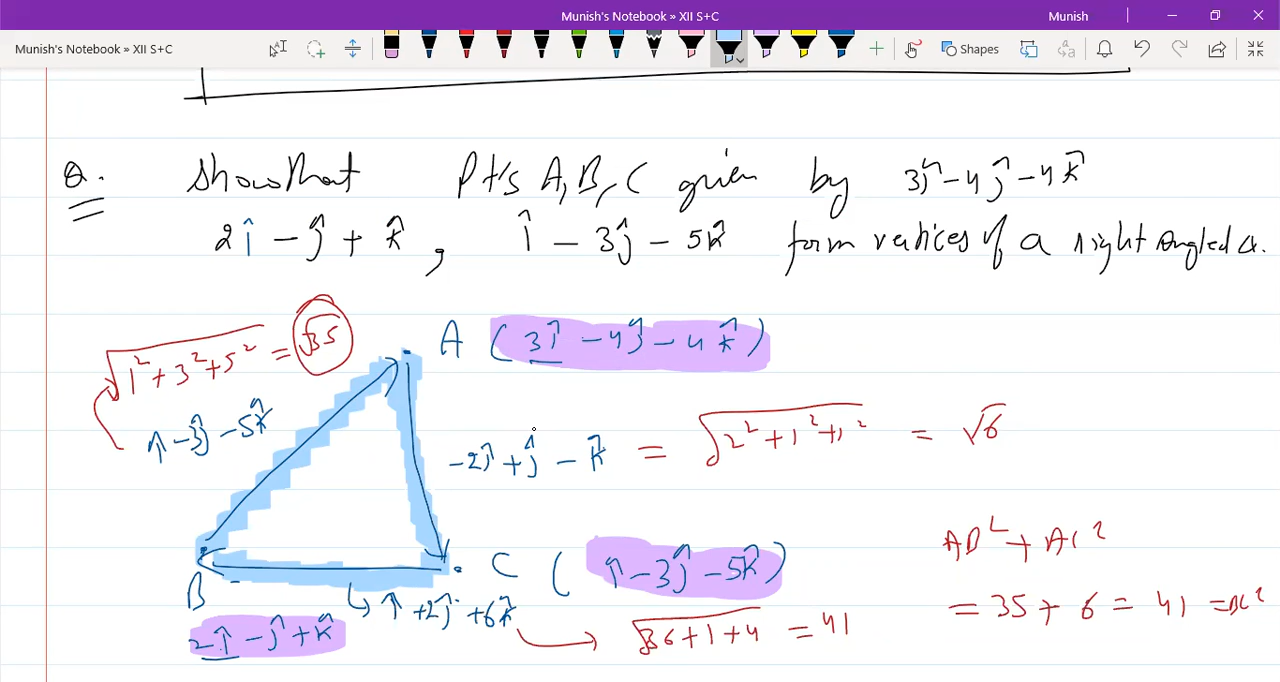 Munish's Notebook » XII S+C
Munish
Munish's Notebook » XII S+C
Shapes
Q. Show that Pt's A, B, C given by 3î - 4ĵ - 4k̂
2î - ĵ + k̂, î - 3ĵ - 5k̂ form vertices of a right angled Δ.
√1²+3²+5² = √35
A (3î - 4ĵ - 4k̂)
î - 3ĵ - 5k̂
-2î + ĵ - k̂ = √2²+1²+1² = √6
AB² + AC²
= 35 + 6 = 41 = BC²
C (î - 3ĵ - 5k̂)
B
î + 2ĵ + 6k̂
2î - ĵ + k̂
√36+1+4 = 41